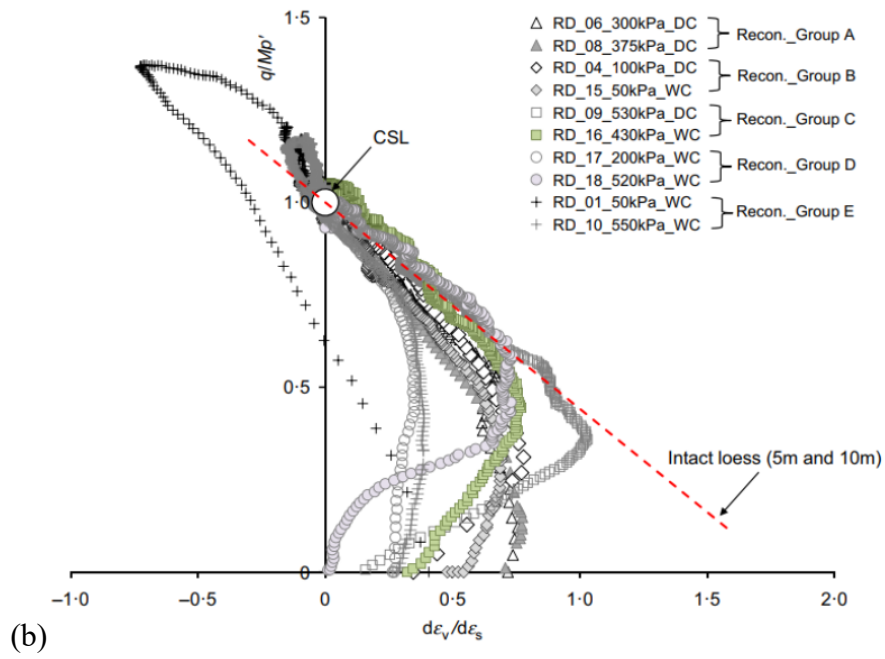 1·5
q/Mp′
RD_06_300kPa_DC
RD_08_375kPa_DC
Recon._Group A
RD_04_100kPa_DC
RD_15_50kPa_WC
Recon._Group B
RD_09_530kPa_DC
RD_16_430kPa_WC
Recon._Group C
RD_17_200kPa_WC
RD_18_520kPa_WC
Recon._Group D
RD_01_50kPa_WC
RD_10_550kPa_WC
Recon._Group E
CSL
1·0
0·5
Intact loess (5m and 10m)
0
–1·0
–0·5
0
0·5
1·0
1·5
2·0
dεv/dεs
(b)